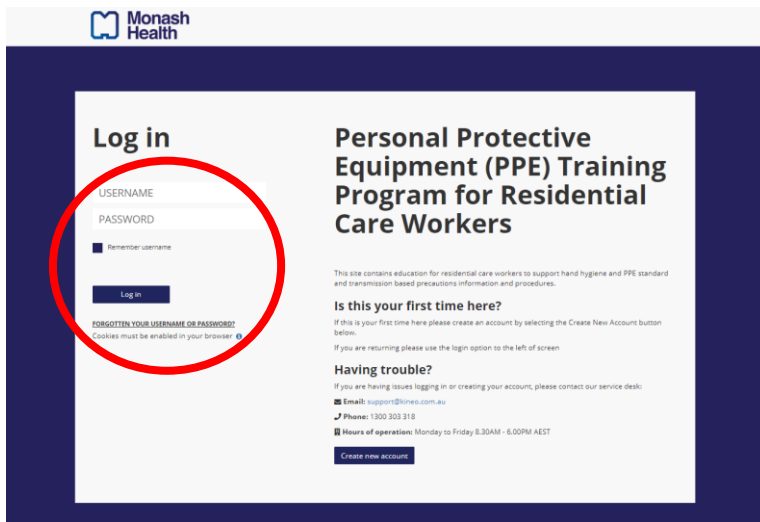 Monash
Health
Log in
USERNAME
PASSWORD
Remember username
Log in
FORGOTTEN YOUR USERNAME OR PASSWORD?
Cookies must be enabled in your browser
Personal Protective
Equipment (PPE) Training
Program for Residential
Care Workers
This site contains education for residential care workers to support hand hygiene and PPE standard
and transmission based precautions information and procedures.
Is this your first time here?
If this is your first time here please create an account by selecting the Create New Account button
below.
If you are returning please use the login option to the left of screen
Having trouble?
If you are having issues logging in or creating your account, please contact our service desk:
Email: support@kineo.com.au
Phone: 1300 303 318
Hours of operation: Monday to Friday 8.30AM - 6.00PM AEST
Create new account